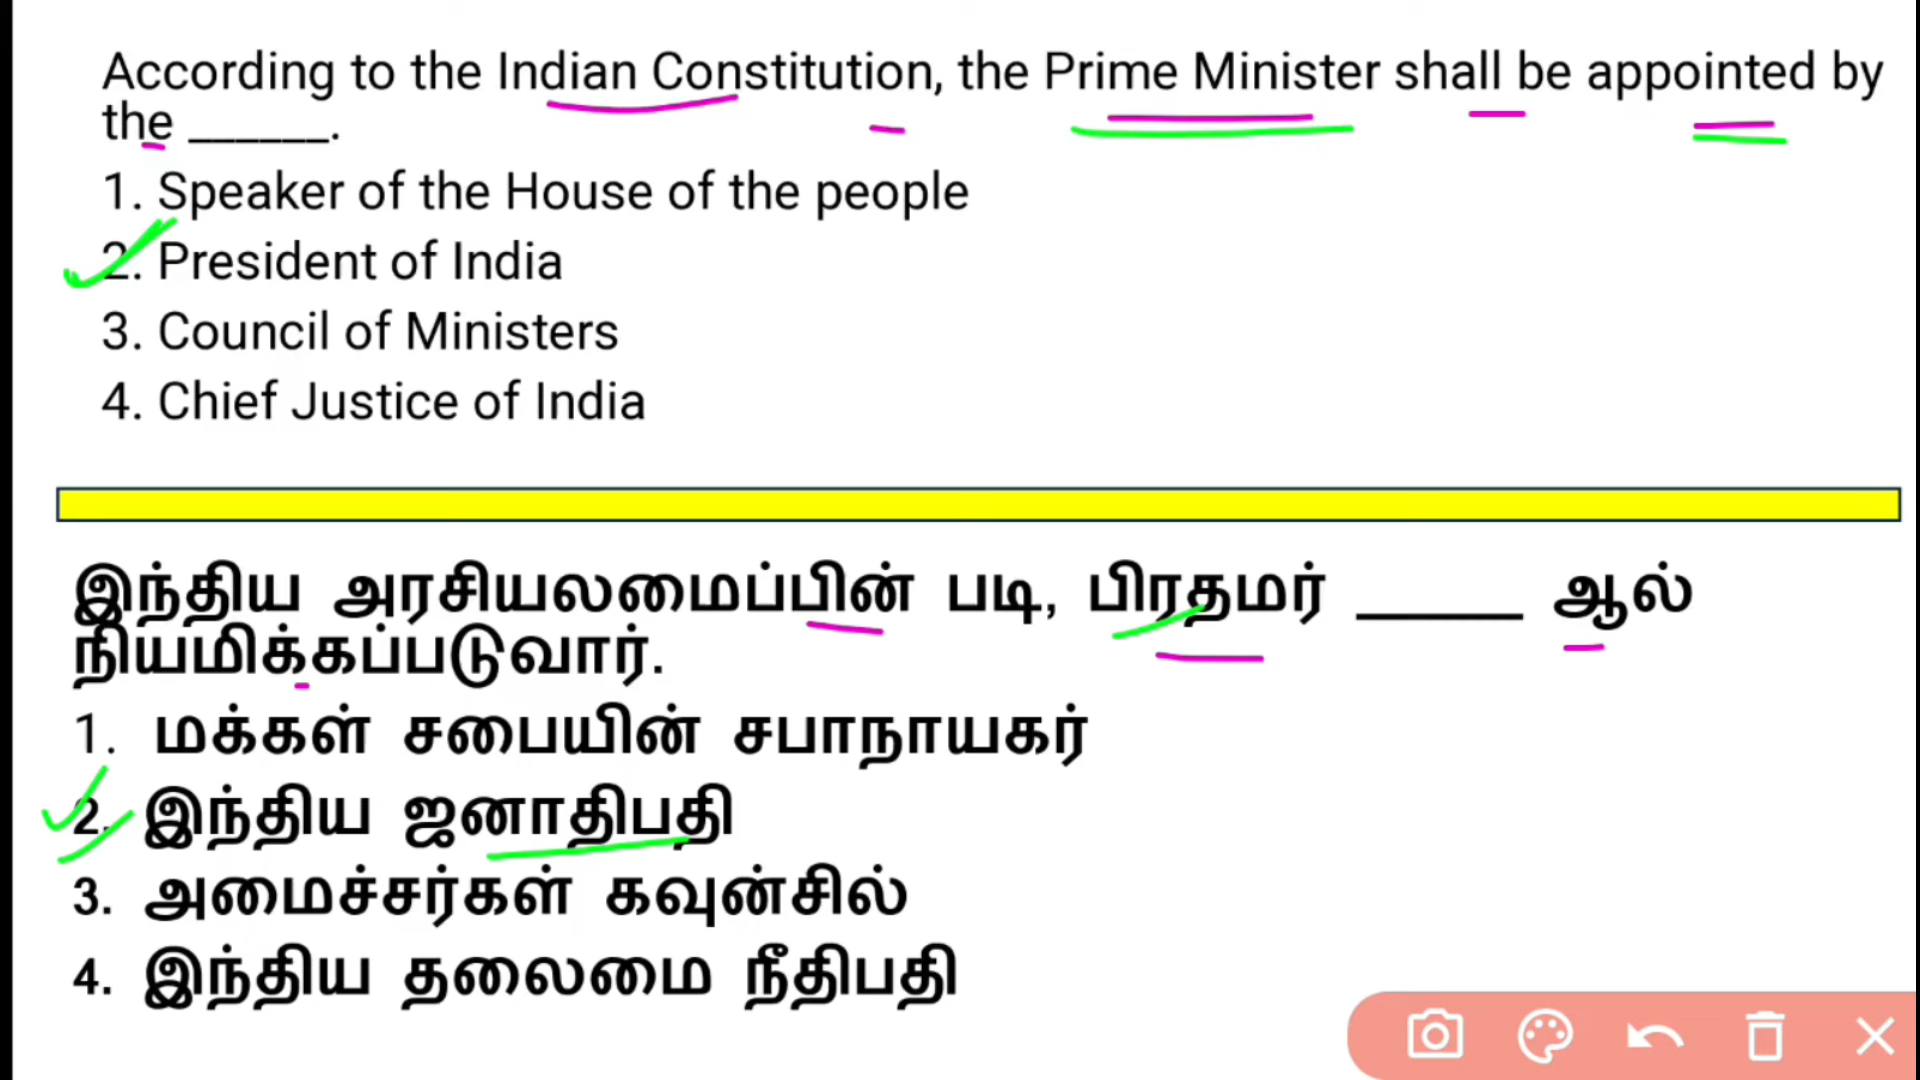 According to the Indian Constitution, the Prime Minister shall be appointed by
the ______.
1. Speaker of the House of the people
2. President of India
3. Council of Ministers
4. Chief Justice of India
இந்திய அரசியலமைப்பின் படி, பிரதமர் ______ ஆல்
நியமிக்கப்படுவார்.
1. மக்கள் சபையின் சபாநாயகர்
2. இந்திய ஜனாதிபதி
3. அமைச்சர்கள் கவுன்சில்
4. இந்திய தலைமை நீதிபதி